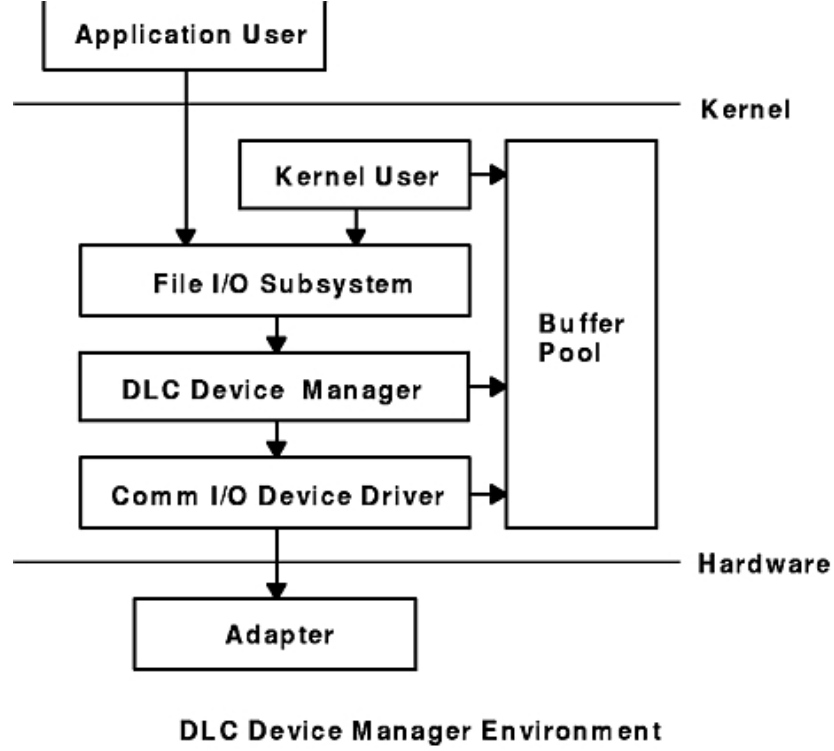 Application User
Kernel
Kernel User
File I/O Subsystem
Buffer
Pool
DLC Device Manager
Comm I/O Device Driver
Hardware
Adapter
DLC Device Manager Environment